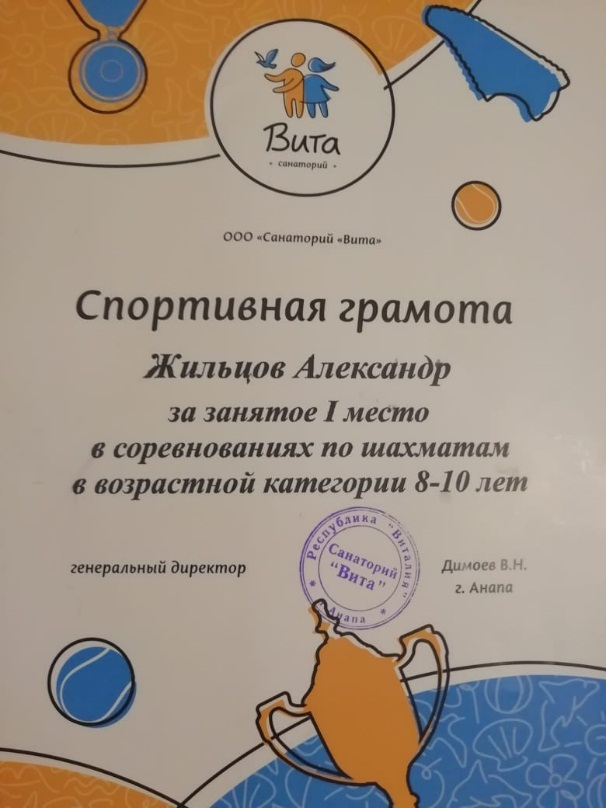 Вита
• санаторий •
ООО «Санаторий «Вита»
Спортивная грамота
Жильцов Александр
за занятое I место
в соревнованиях по шахматам
в возрастной категории 8-10 лет
Республика "Виталия"
Санаторий
"Вита"
* Анапа *
генеральный директор
Димоев В.Н.
г. Анапа